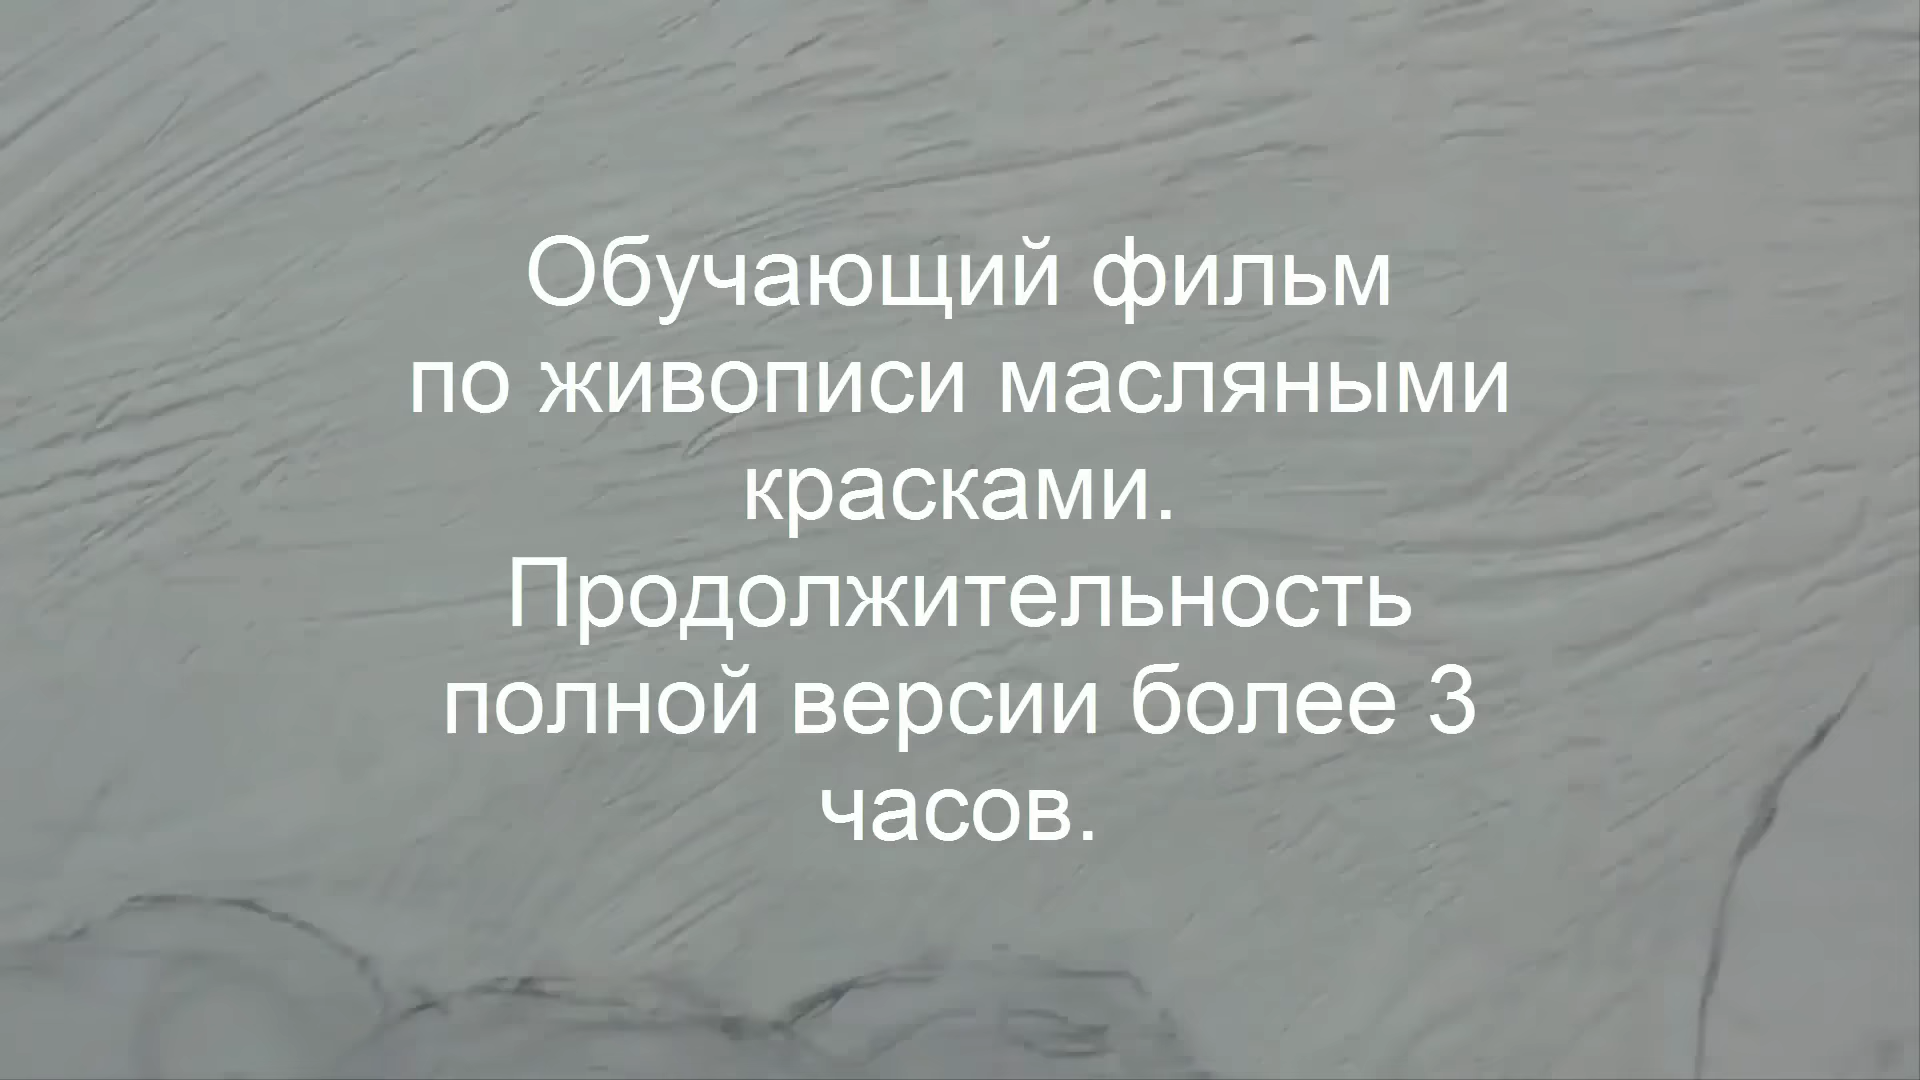 Обучающий фильм
по живописи масляными
красками.
Продолжительность
полной версии более 3
часов.